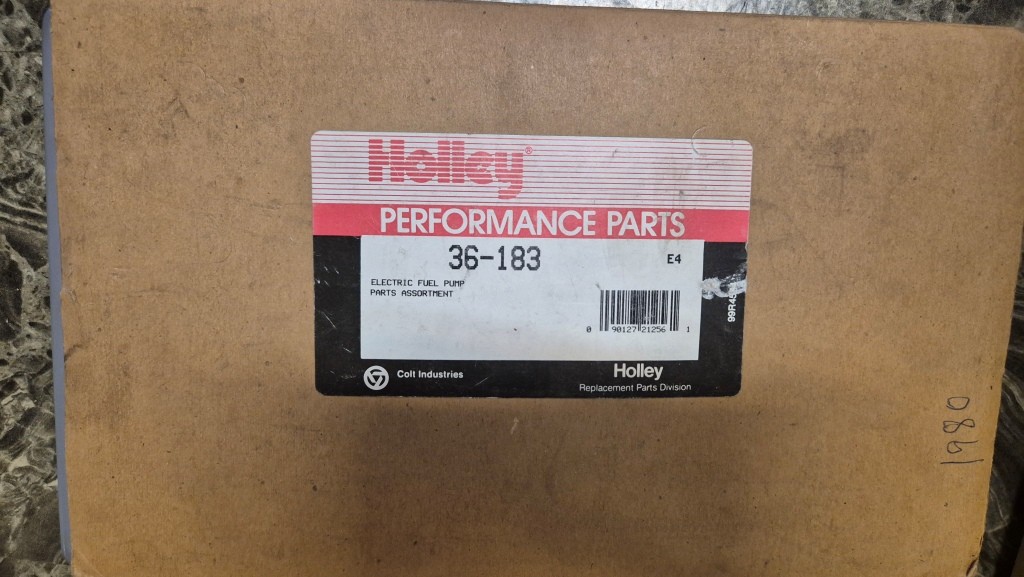 Holley®
PERFORMANCE PARTS
36-183 E4
ELECTRIC FUEL PUMP
PARTS ASSORTMENT
0 90127 21256 1
Colt Industries
Holley
Replacement Parts Division
1980